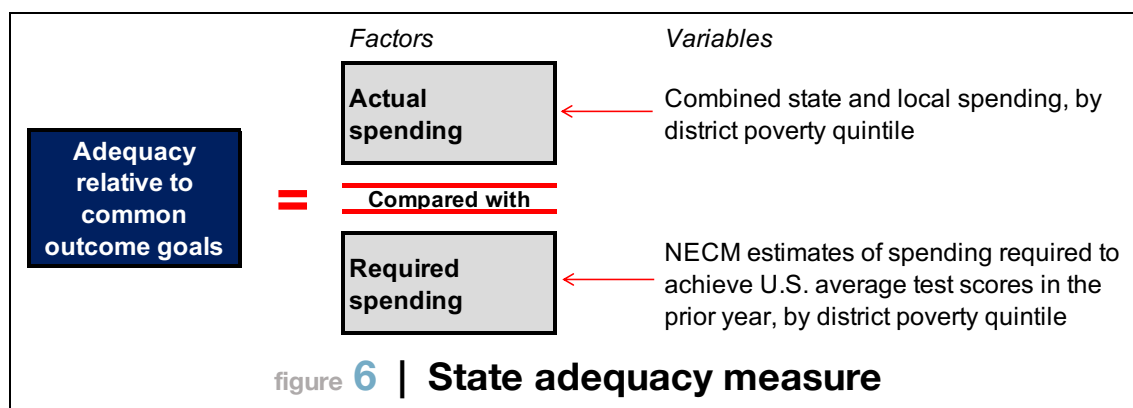 Factors
Variables
Actual
spending
Combined state and local spending, by
district poverty quintile
Adequacy
relative to
common
outcome goals
=
Compared with
Required
spending
NECM estimates of spending required to
achieve U.S. average test scores in the
prior year, by district poverty quintile
figure 6 | State adequacy measure